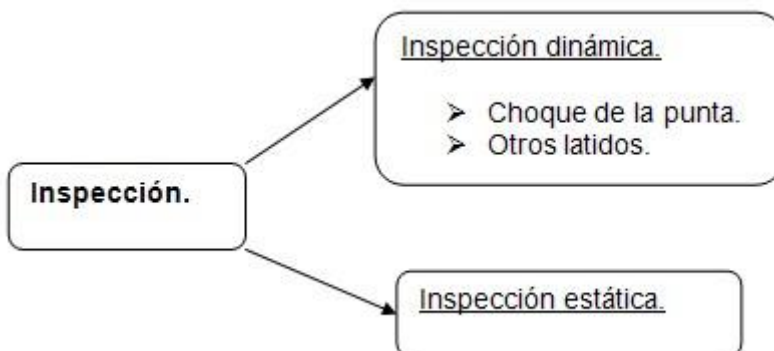 Inspección dinámica.
➢ Choque de la punta.
➢ Otros latidos.
Inspección.
Inspección estática.